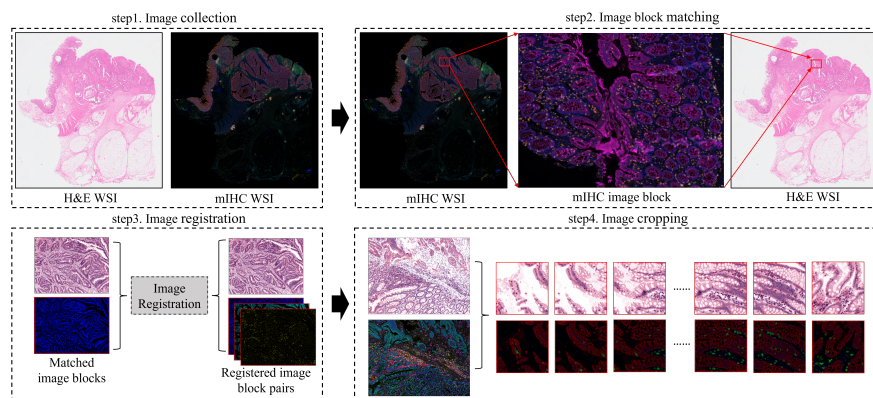 step1. Image collection
H&E WSI
mIHC WSI
step2. Image block matching
mIHC WSI
mIHC image block
H&E WSI
step3. Image registration
Image
Registration
Matched
image blocks
Registered image
block pairs
step4. Image cropping
......
......